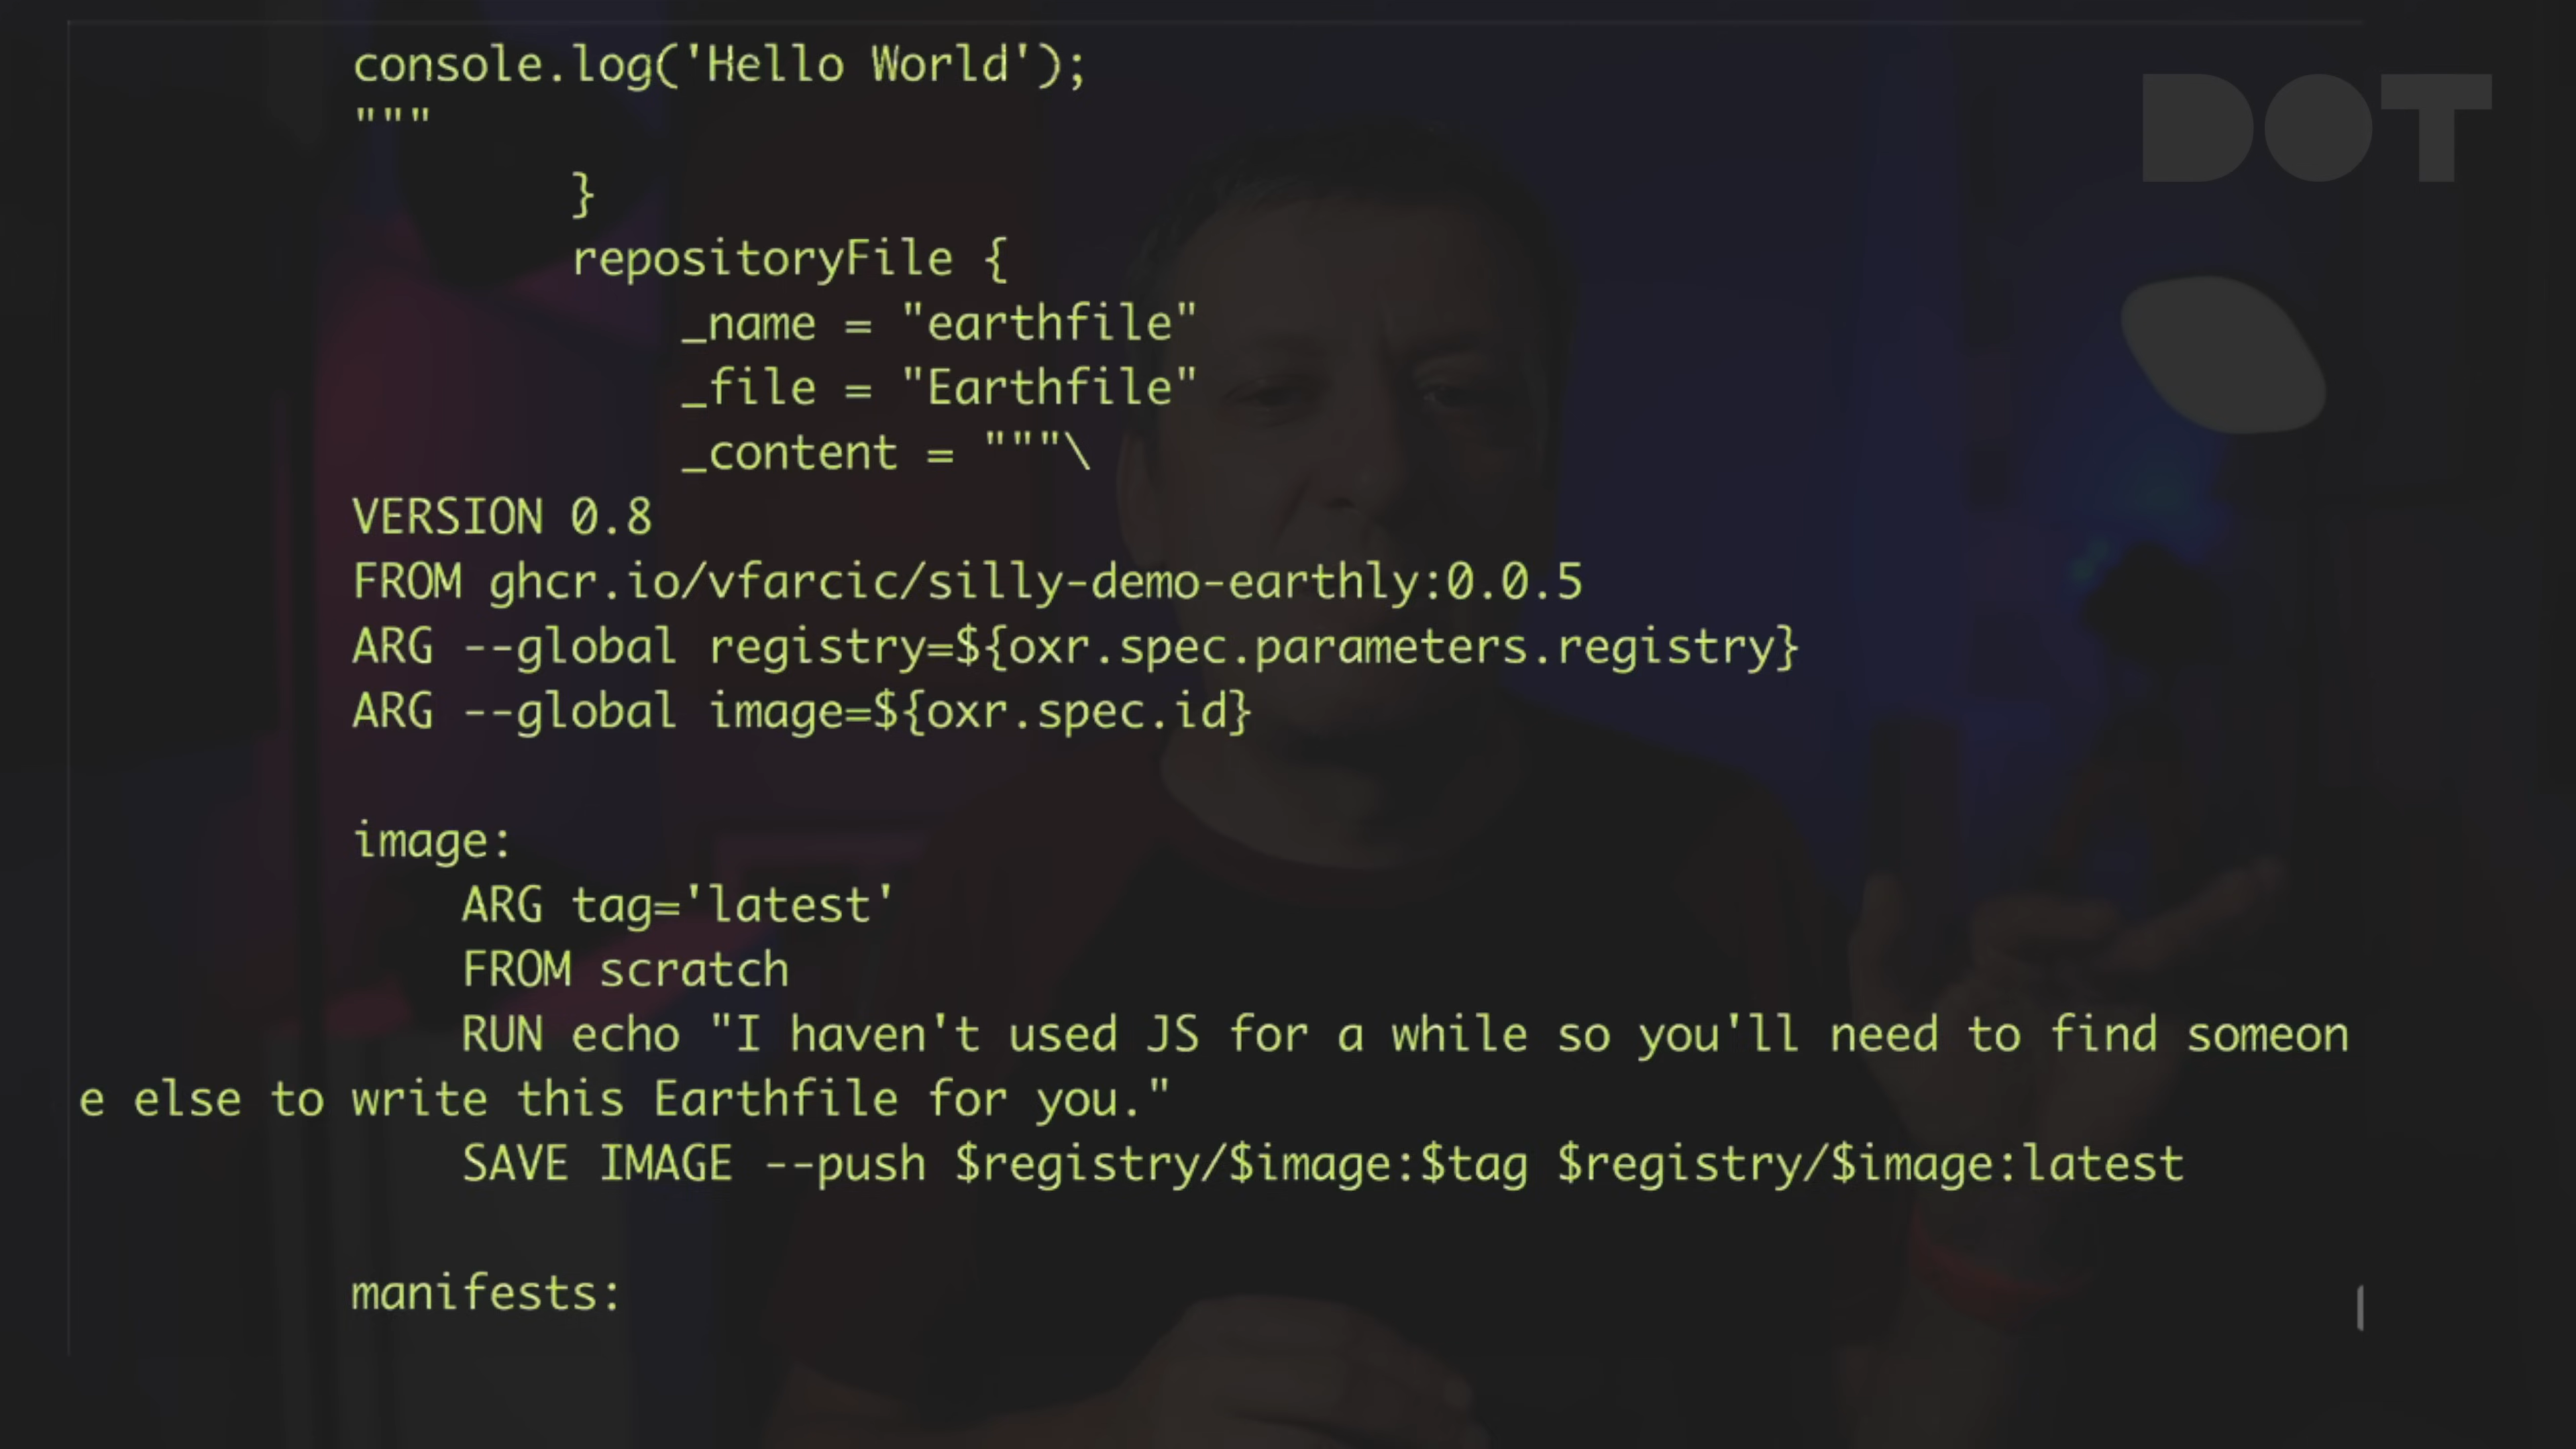 console.log('Hello World');
"""
}
repositoryFile {
_name = "earthfile"
_file = "Earthfile"
_content = """\
VERSION 0.8
FROM ghcr.io/vfarcic/silly-demo-earthly:0.0.5
ARG --global registry=${oxr.spec.parameters.registry}
ARG --global image=${oxr.spec.id}
image:
ARG tag='latest'
FROM scratch
RUN echo "I haven't used JS for a while so you'll need to find someon
e else to write this Earthfile for you."
SAVE IMAGE --push $registry/$image:$tag $registry/$image:latest
manifests:
DOT